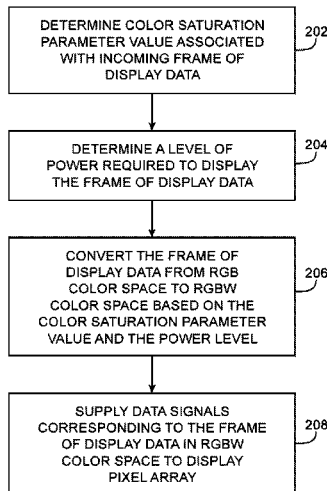 DETERMINE COLOR SATURATION
PARAMETER VALUE ASSOCIATED
WITH INCOMING FRAME OF
DISPLAY DATA
202
DETERMINE A LEVEL OF
POWER REQUIRED TO DISPLAY
THE FRAME OF DISPLAY DATA
204
CONVERT THE FRAME OF
DISPLAY DATA FROM RGB
COLOR SPACE TO RGBW
COLOR SPACE BASED ON THE
COLOR SATURATION PARAMETER
VALUE AND THE POWER LEVEL
206
SUPPLY DATA SIGNALS
CORRESPONDING TO THE FRAME
OF DISPLAY DATA IN RGBW
COLOR SPACE TO DISPLAY
PIXEL ARRAY
208